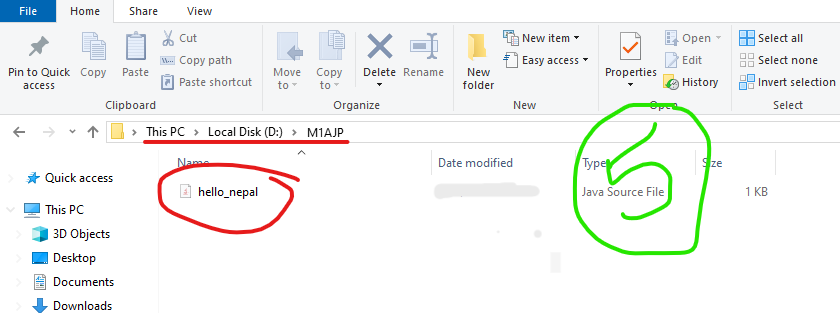 File Home Share View
Pin to Quick access
Copy
Paste
Cut
Copy path
Paste shortcut
Clipboard
Move to
Copy to
Delete
Rename
Organize
New folder
New item
Easy access
New
Properties
Open
Edit
History
Open
Select all
Select none
Invert selection
Select
This PC > Local Disk (D:) > M1AJP
Name Date modified Type Size
Quick access
hello_nepal Java Source File 1 KB
This PC
3D Objects
Desktop
Documents
Downloads
6